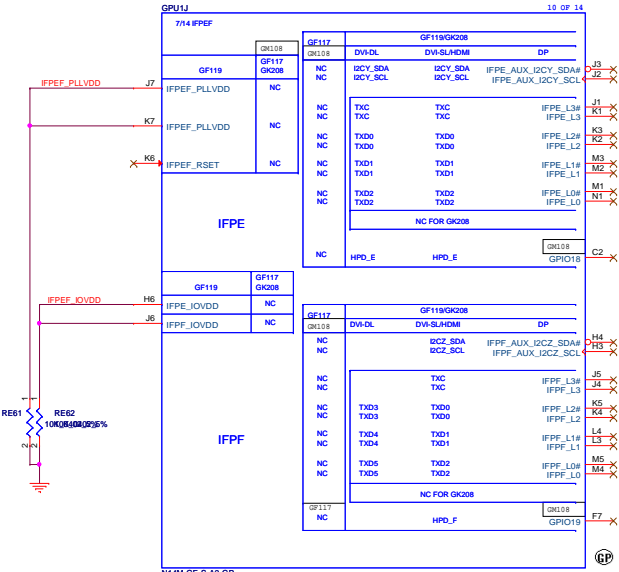 GPU1J 10 OF 14
7/14 IFPEF
GF119/GK208
GF117
GM108 DVI-DL DVI-SL/HDMI DP
GF119 GF117 GK208
NC I2CY_SDA I2CY_SDA IFPE_AUX_I2CY_SDA# J3
NC I2CY_SCL I2CY_SCL IFPE_AUX_I2CY_SCL J2
IFPEF_PLLVDD J7 IFPEF_PLLVDD NC
NC TXC TXC IFPE_L3# J1
NC TXC TXC IFPE_L3 K1
K7 IFPEF_PLLVDD NC
NC TXD0 TXD0 IFPE_L2# K3
NC TXD0 TXD0 IFPE_L2 K2
K6 IFPEF_RSET NC
NC TXD1 TXD1 IFPE_L1# M3
NC TXD1 TXD1 IFPE_L1 M2
NC TXD2 TXD2 IFPE_L0# M1
NC TXD2 TXD2 IFPE_L0 N1
IFPE
NC FOR GK208
GM108
NC HPD_E HPD_E GPIO18 C2
GF119 GF117 GK208
IFPEF_IOVDD H6 IFPE_IOVDD NC
J6 IFPF_IOVDD NC
GF119/GK208
GF117
GM108 DVI-DL DVI-SL/HDMI DP
NC I2CZ_SDA IFPF_AUX_I2CZ_SDA# H4
NC I2CZ_SCL IFPF_AUX_I2CZ_SCL H3
NC TXC IFPF_L3# J5
NC TXC IFPF_L3 J4
NC TXD3 TXD0 IFPF_L2# K5
NC TXD3 TXD0 IFPF_L2 K4
NC TXD4 TXD1 IFPF_L1# L4
NC TXD4 TXD1 IFPF_L1 L3
NC TXD5 TXD2 IFPF_L0# M5
NC TXD5 TXD2 IFPF_L0 M4
IFPF
NC FOR GK208
GF117 GM108
NC HPD_F GPIO19 F7
RE61 RE62
1 1
2 2
GP